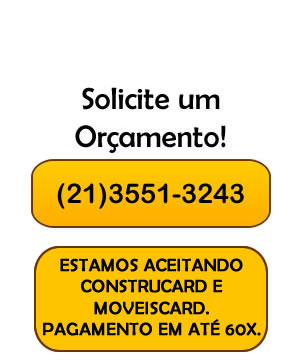 Solicite um
Orçamento!
(21)3551-3243
ESTAMOS ACEITANDO
CONSTRUCARD E
MOVEISCARD.
PAGAMENTO EM ATÉ 60X.